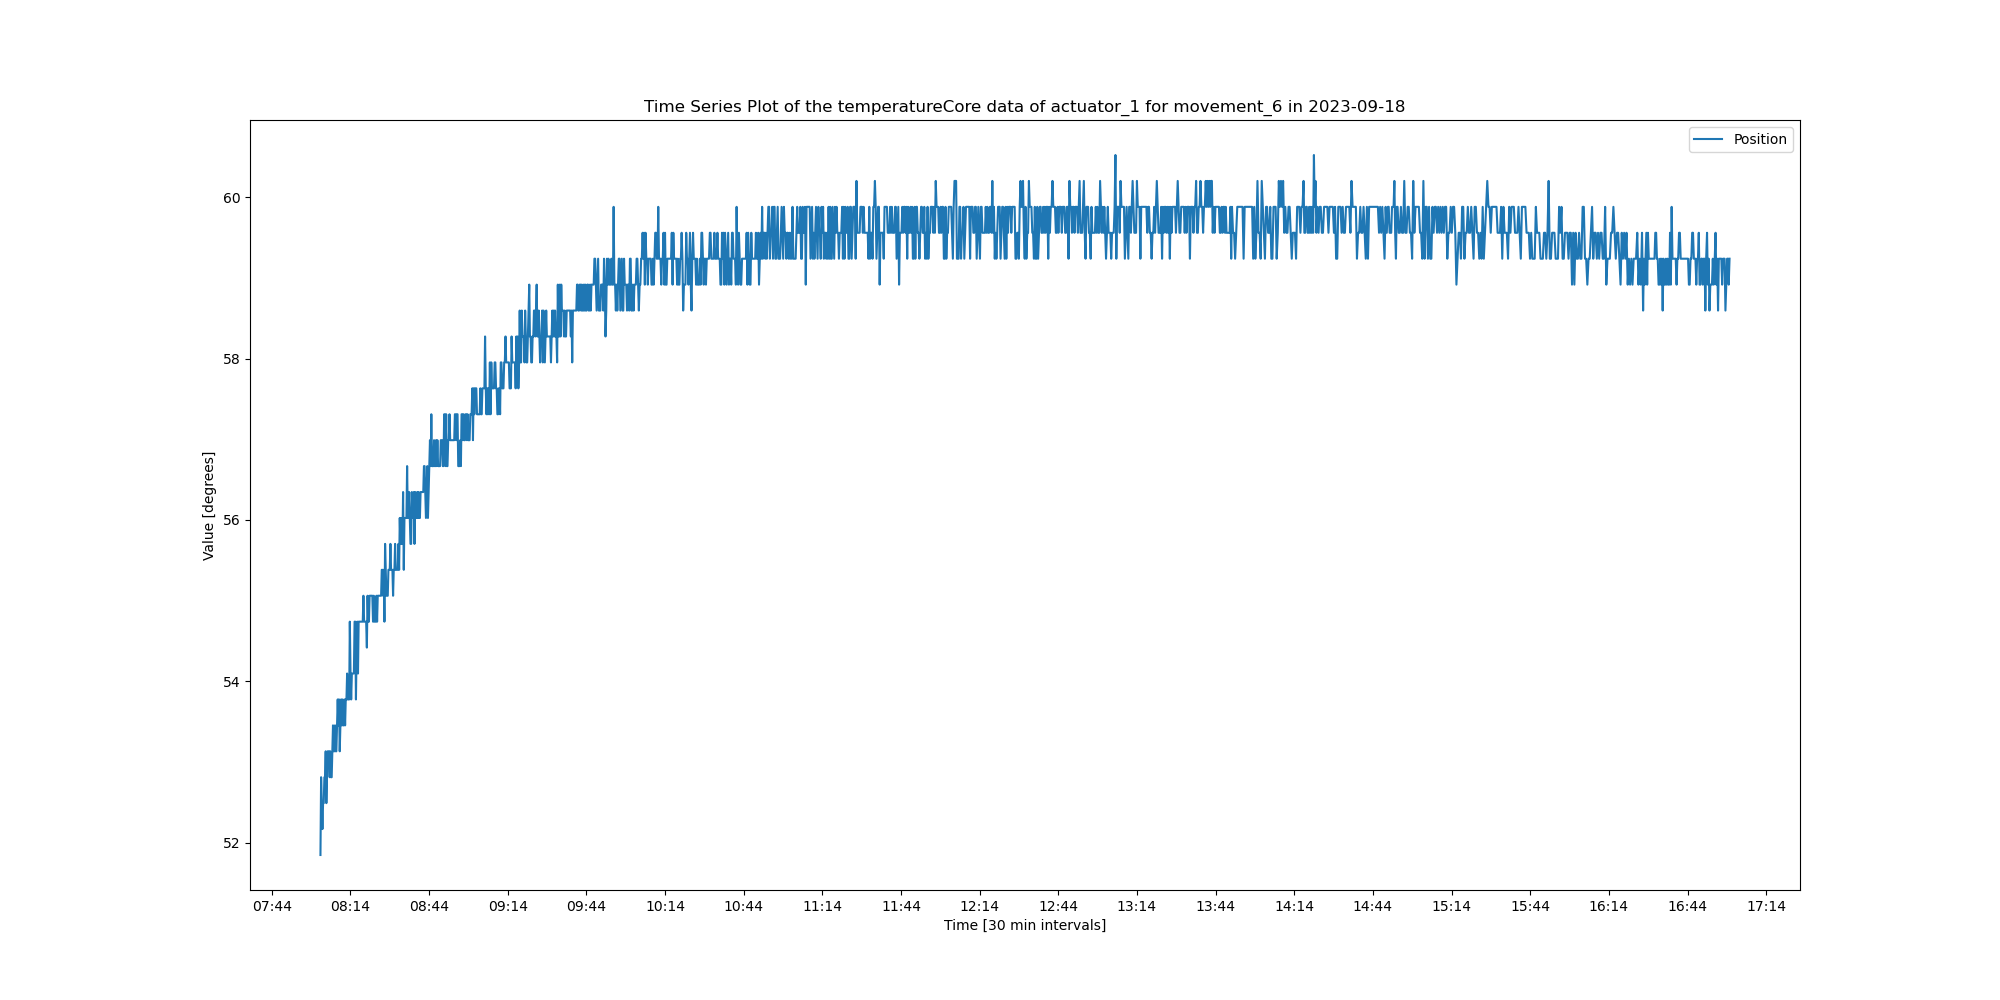 Time Series Plot of the temperatureCore data of actuator_1 for movement_6 in 2023-09-18
Position
60
58
56
54
52
Value [degrees]
07:44 08:14 08:44 09:14 09:44 10:14 10:44 11:14 11:44 12:14 12:44 13:14 13:44 14:14 14:44 15:14 15:44 16:14 16:44 17:14
Time [30 min intervals]